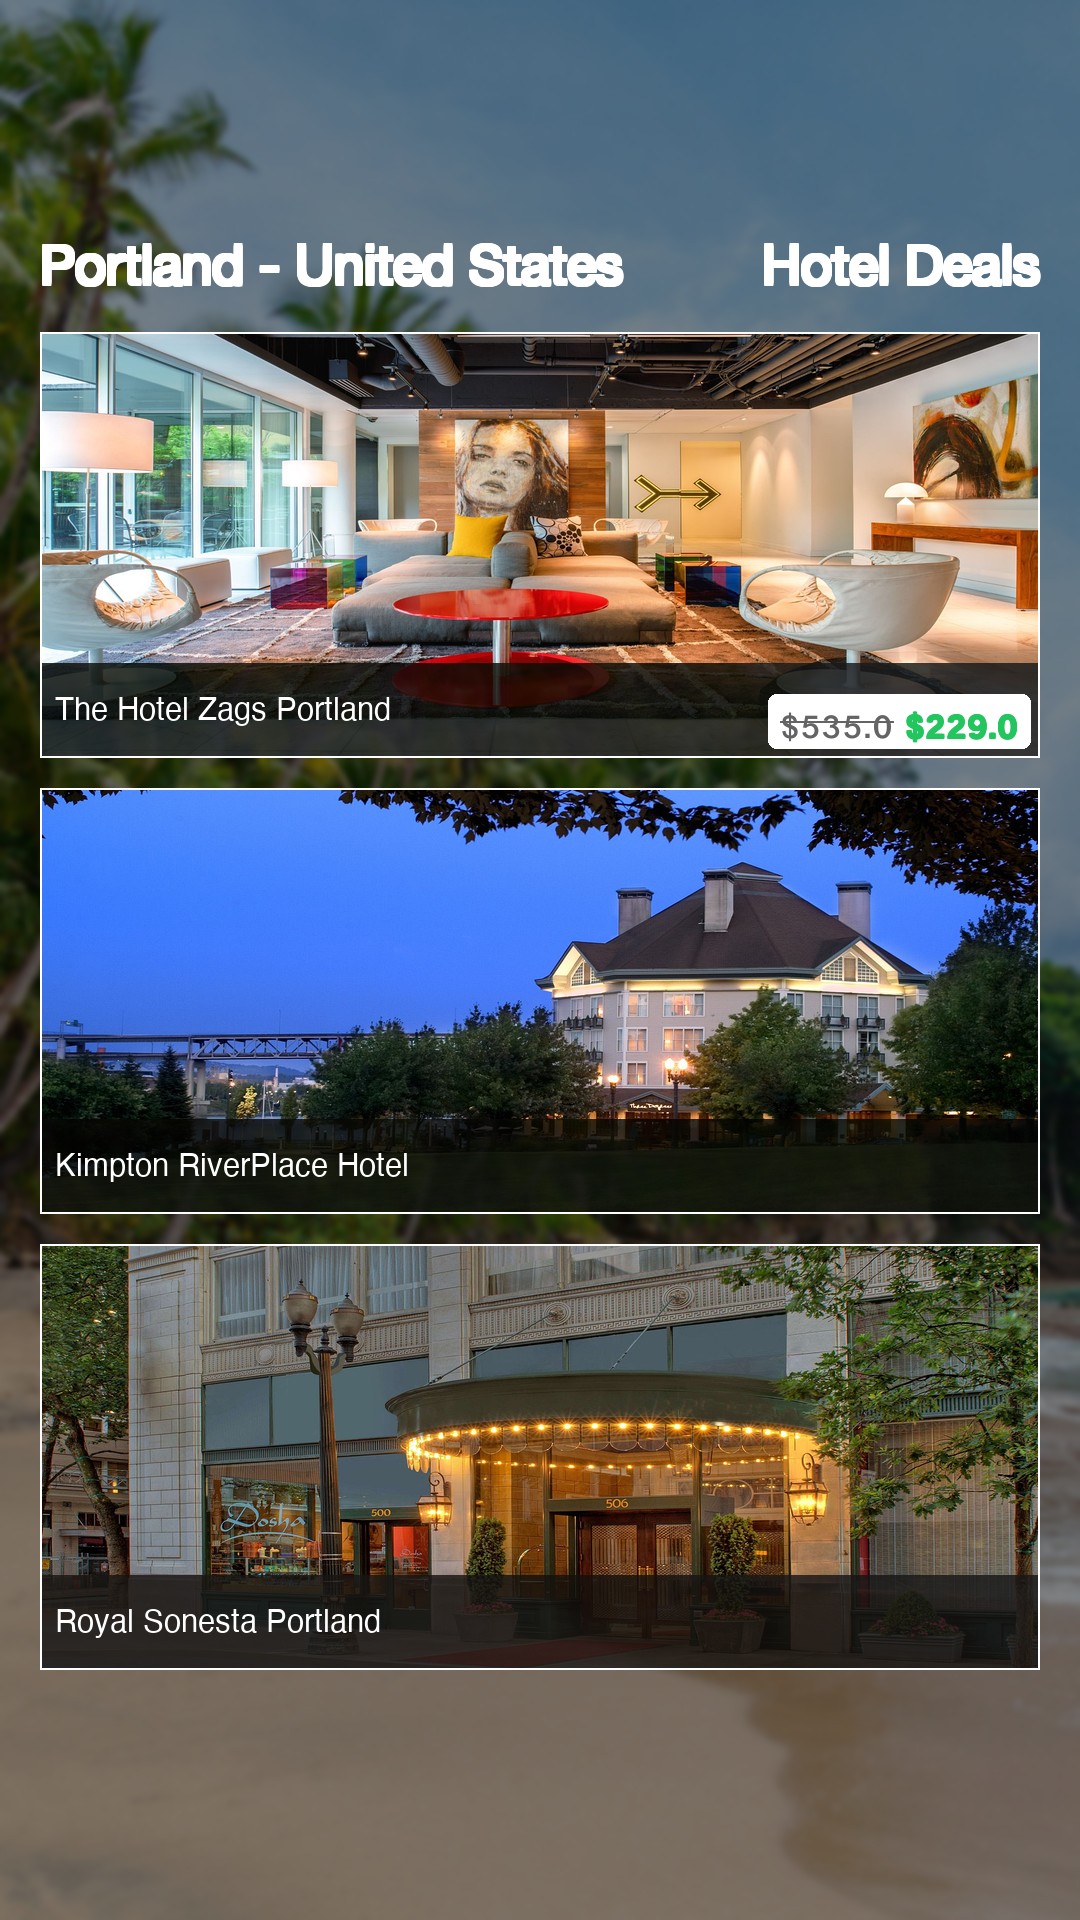 Portland - United States Hotel Deals
The Hotel Zags Portland
$535.0 $229.0
Kimpton RiverPlace Hotel
Dosha
500
506
Royal Sonesta Portland